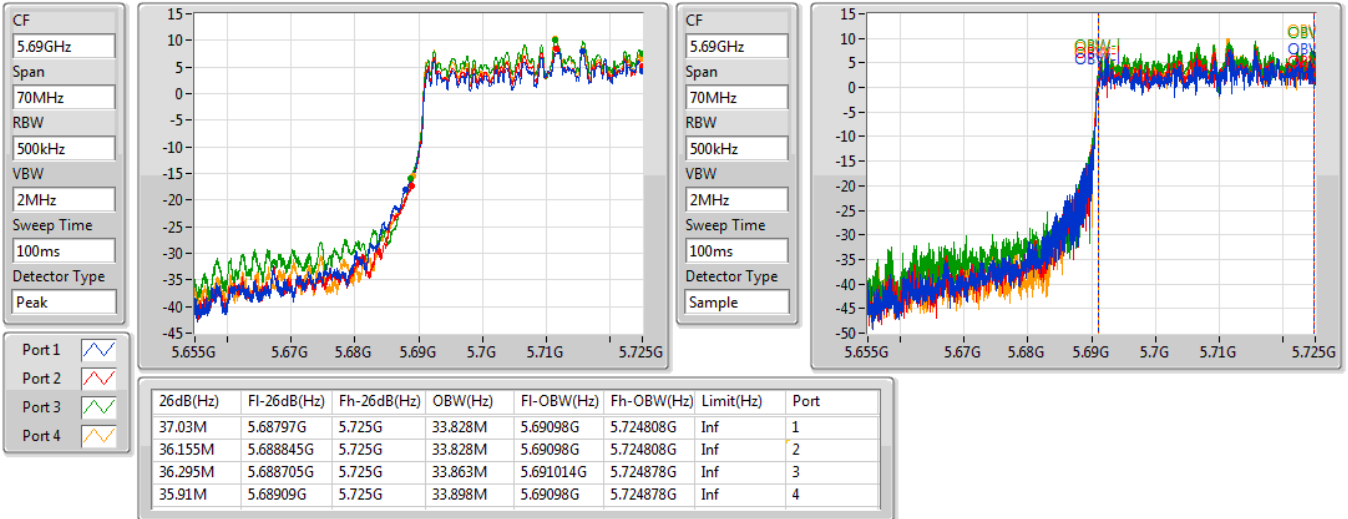 CF
5.69GHz
Span
70MHz
RBW
500kHz
VBW
2MHz
Sweep Time
100ms
Detector Type
Peak
15
10
5
0
-5
-10
-15
-20
-25
-30
-35
-40
-45
5.655G 5.67G 5.68G 5.69G 5.7G 5.71G 5.725G
CF
5.69GHz
Span
70MHz
RBW
500kHz
VBW
2MHz
Sweep Time
100ms
Detector Type
Sample
15
10
5
0
-5
-10
-15
-20
-25
-30
-35
-40
-45
-50
OBV
OBV
5.655G 5.67G 5.68G 5.69G 5.7G 5.71G 5.725G
Port 1
Port 2
Port 3
Port 4
26dB(Hz) Fl-26dB(Hz) Fh-26dB(Hz) OBW(Hz) Fl-OBW(Hz) Fh-OBW(Hz) Limit(Hz) Port
37.03M 5.68797G 5.725G 33.828M 5.69098G 5.724808G Inf 1
36.155M 5.688845G 5.725G 33.828M 5.69098G 5.724808G Inf 2
36.295M 5.688705G 5.725G 33.863M 5.691014G 5.724878G Inf 3
35.91M 5.68909G 5.725G 33.898M 5.69098G 5.724878G Inf 4